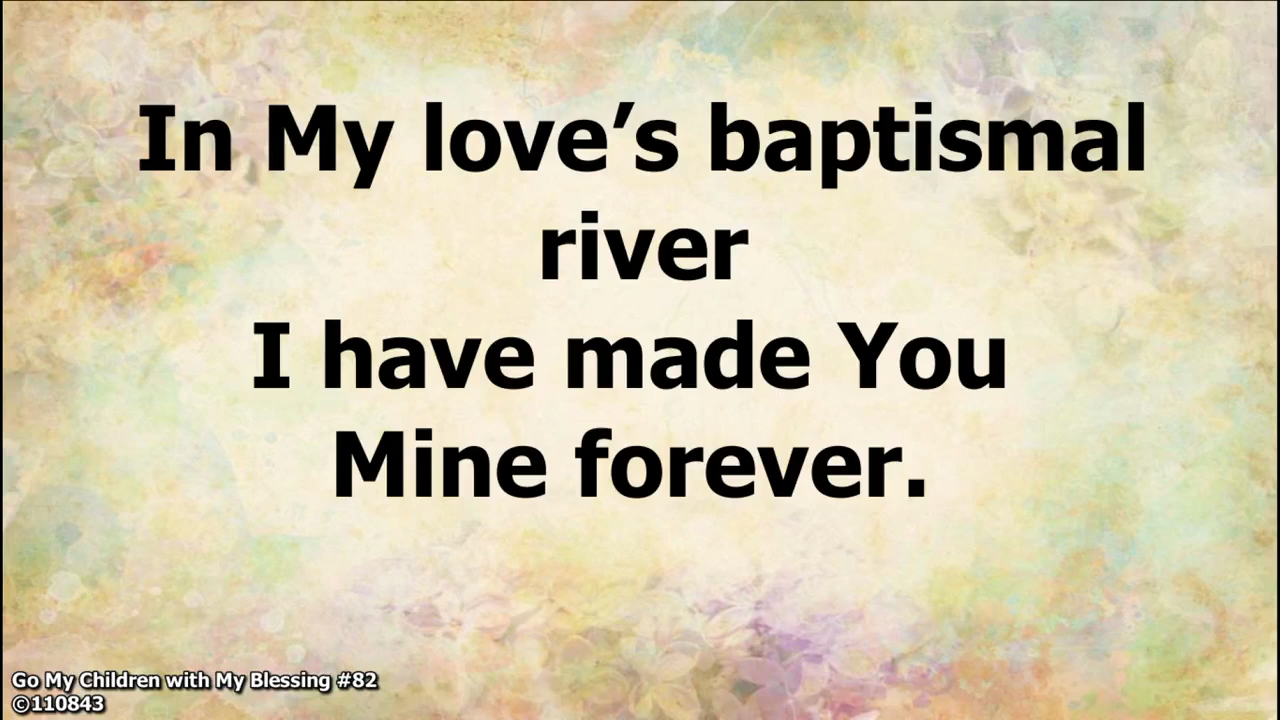 In My love’s baptismal
river
I have made You
Mine forever.
Go My Children with My Blessing #82
©110843